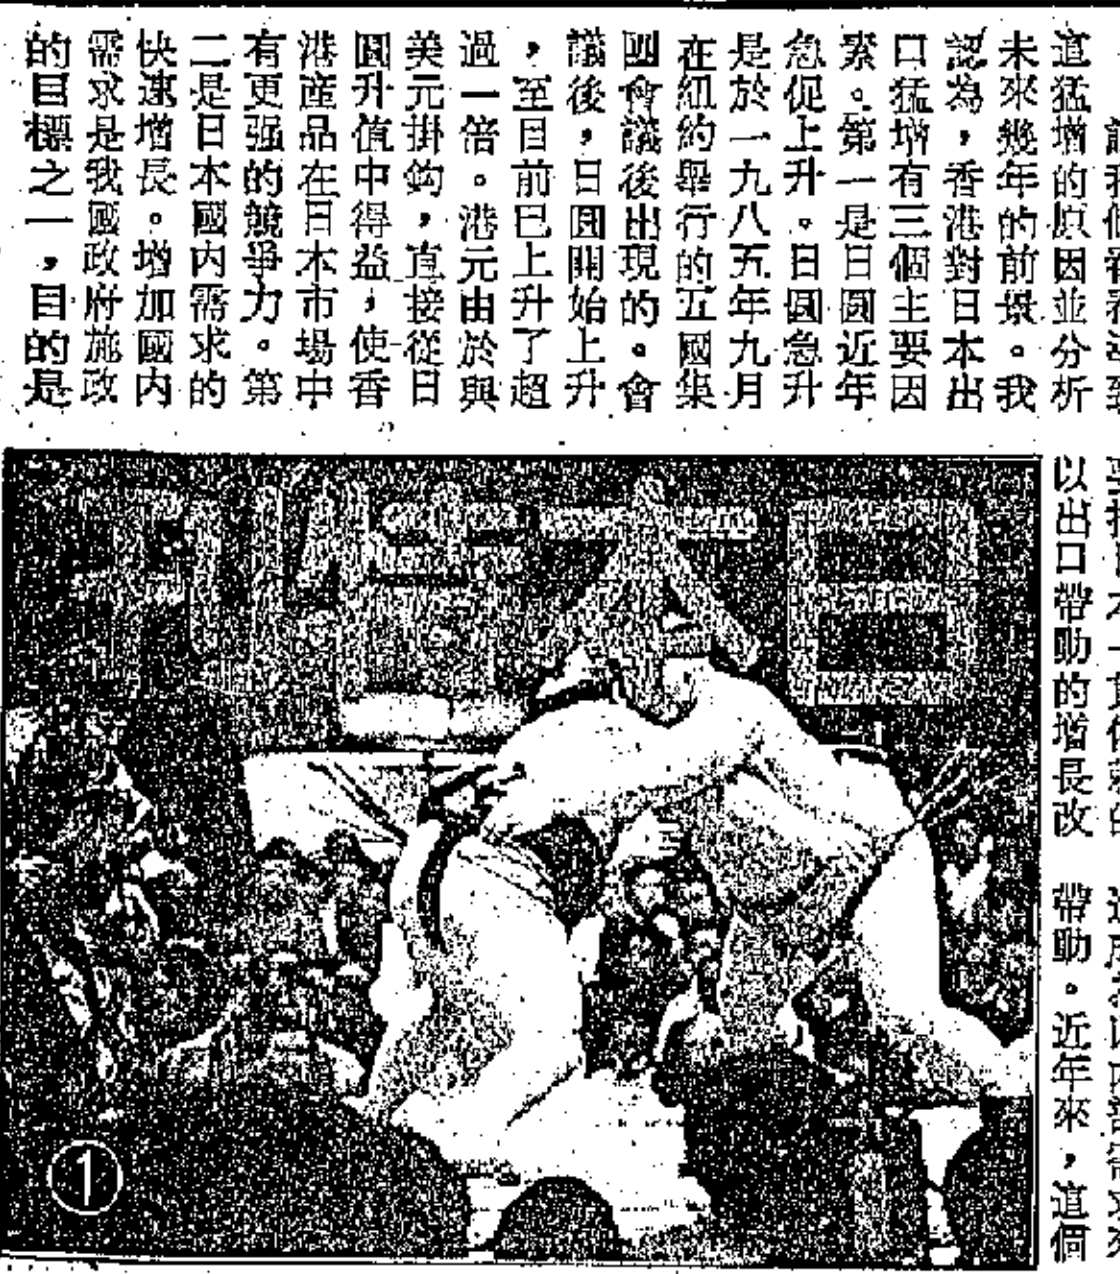 道猛增的原因並分析
未來幾年的前景。我
認為，香港對日本出
口猛增有三個主要因
素。第一是日圓近年
急促上升。日圓急升
是於一九八五年九月
在紐約舉行的五國集
團會議後出現的。會
議後，日圓開始上升
，至目前已上升了超
過一倍。港元由於與
美元掛鈎，直接從日
圓升值中得益，使香
港産品在日本市場中
有更强的競爭力。第
二是日本國内需求的
快速增長。增加國内
需求是我國政府施政
的目標之一，目的是
以出口帶動的增長改
帶動。近年來，這個
①